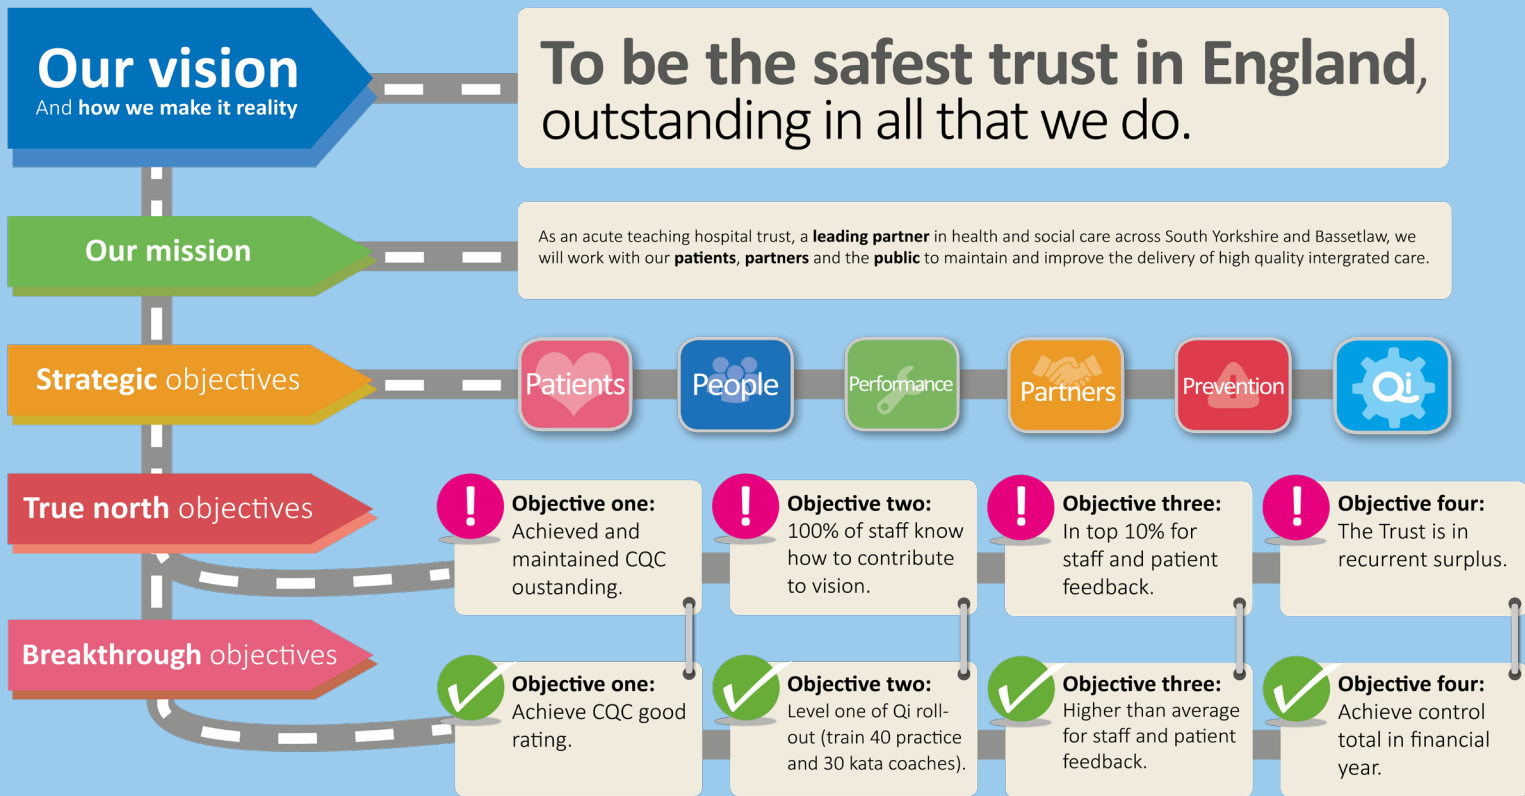 Our vision
And how we make it reality
To be the safest trust in England,
outstanding in all that we do.
Our mission
As an acute teaching hospital trust, a leading partner in health and social care across South Yorkshire and Bassetlaw, we
will work with our patients, partners and the public to maintain and improve the delivery of high quality intergrated care.
Strategic objectives
Patients
People
Performance
Partners
Prevention
Qi
True north objectives
!
Objective one:
Achieved and
maintained CQC
oustanding.
!
Objective two:
100% of staff know
how to contribute
to vision.
!
Objective three:
In top 10% for
staff and patient
feedback.
!
Objective four:
The Trust is in
recurrent surplus.
Breakthrough objectives
Objective one:
Achieve CQC good
rating.
Objective two:
Level one of Qi roll-
out (train 40 practice
and 30 kata coaches).
Objective three:
Higher than average
for staff and patient
feedback.
Objective four:
Achieve control
total in financial
year.